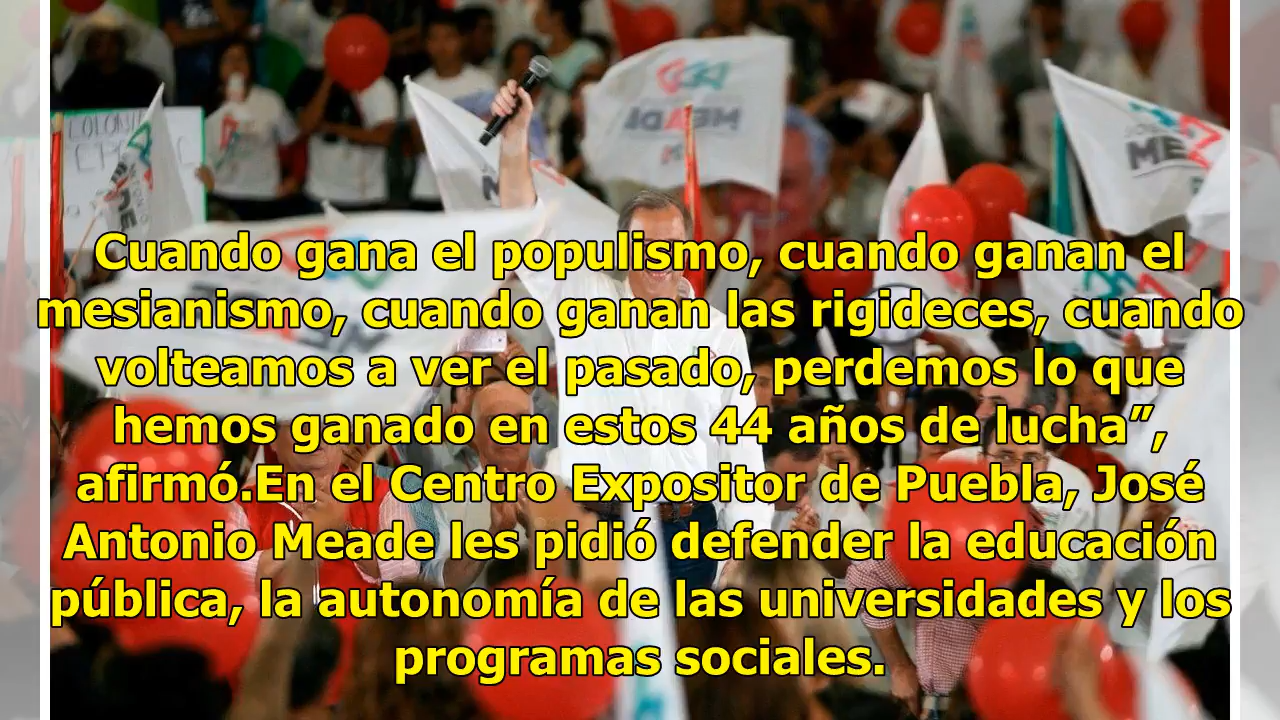 COLONIA
MEADE
Cuando gana el populismo, cuando ganan el
mesianismo, cuando ganan las rigideces, cuando
volteamos a ver el pasado, perdemos lo que
hemos ganado en estos 44 años de lucha”,
afirmó.En el Centro Expositor de Puebla, José
Antonio Meade les pidió defender la educación
pública, la autonomía de las universidades y los
programas sociales.